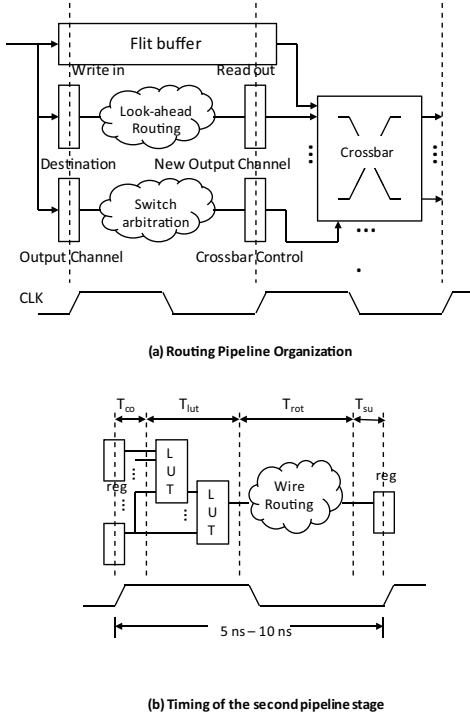 Flit buffer
Write in
Read out
Look-ahead
Routing
Crossbar
Destination
New Output Channel
Switch
arbitration
Output Channel
Crossbar Control
CLK
(a) Routing Pipeline Organization
Tco
Tlut
Trot
Tsu
reg
LUT
LUT
Wire
Routing
reg
5 ns – 10 ns
(b) Timing of the second pipeline stage